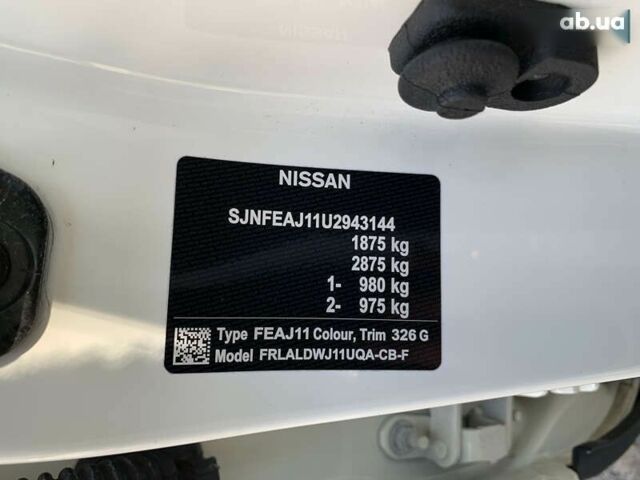 ab.ua
NISSAN
SJNFEAJ11U2943144
1875 kg
2875 kg
1- 980 kg
2- 975 kg
Type FEAJ11 Colour, Trim 326 G
Model FRLALDWJ11UQA-CB-F